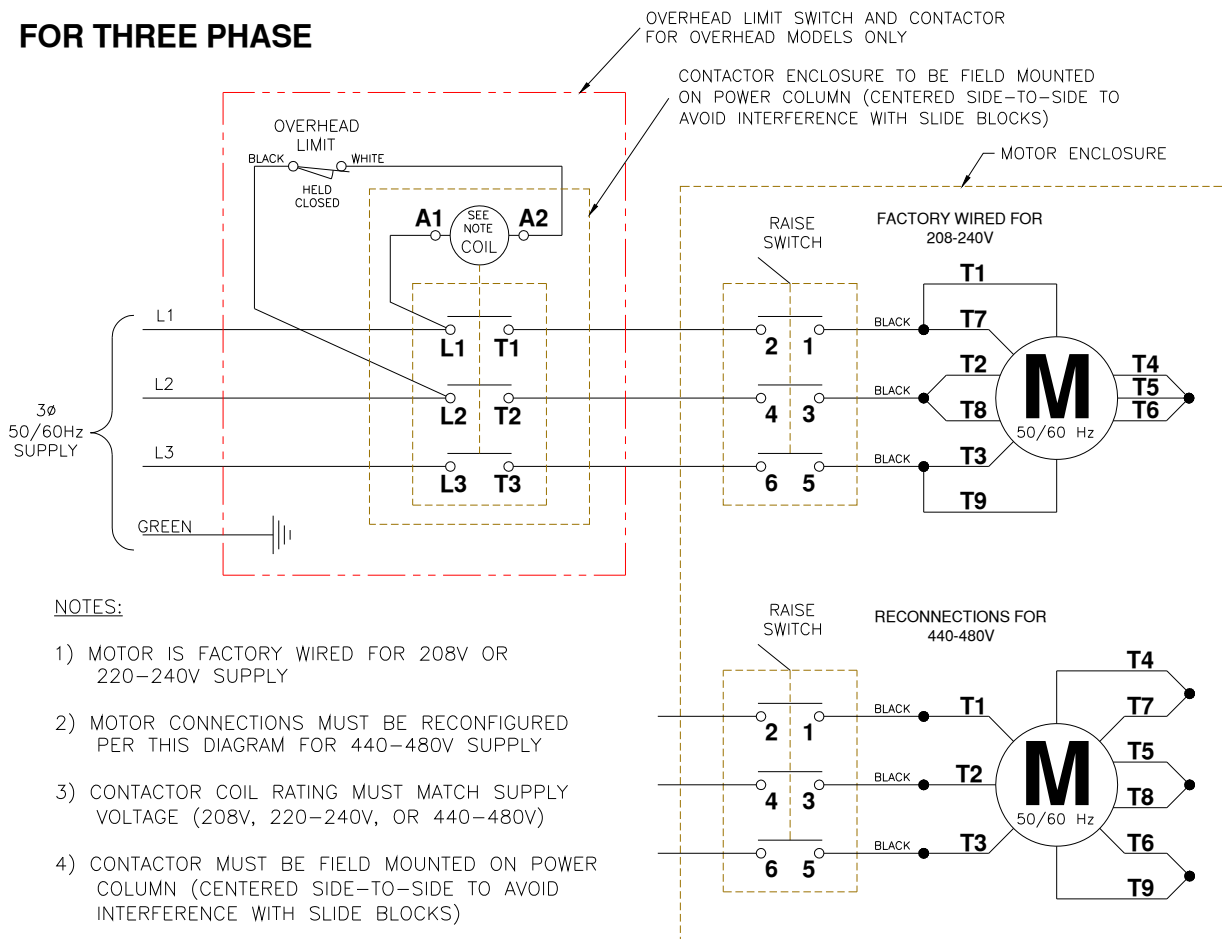 FOR THREE PHASE
OVERHEAD LIMIT SWITCH AND CONTACTOR
FOR OVERHEAD MODELS ONLY
CONTACTOR ENCLOSURE TO BE FIELD MOUNTED
ON POWER COLUMN (CENTERED SIDE-TO-SIDE TO
AVOID INTERFERENCE WITH SLIDE BLOCKS)
MOTOR ENCLOSURE
OVERHEAD
LIMIT
BLACK
WHITE
HELD
CLOSED
A1
SEE
NOTE
COIL
A2
RAISE
SWITCH
FACTORY WIRED FOR
208-240V
L1
L2
L3
GREEN
3ø
50/60Hz
SUPPLY
L1 T1
L2 T2
L3 T3
2 1
4 3
6 5
BLACK
BLACK
BLACK
T1
T7
T2
T8
T3
T9
M
50/60 Hz
T4
T5
T6
NOTES:
1) MOTOR IS FACTORY WIRED FOR 208V OR
220-240V SUPPLY
2) MOTOR CONNECTIONS MUST BE RECONFIGURED
PER THIS DIAGRAM FOR 440-480V SUPPLY
3) CONTACTOR COIL RATING MUST MATCH SUPPLY
VOLTAGE (208V, 220-240V, OR 440-480V)
4) CONTACTOR MUST BE FIELD MOUNTED ON POWER
COLUMN (CENTERED SIDE-TO-SIDE TO AVOID
INTERFERENCE WITH SLIDE BLOCKS)
RAISE
SWITCH
RECONNECTIONS FOR
440-480V
2 1
4 3
6 5
BLACK
BLACK
BLACK
T1
T2
T3
M
50/60 Hz
T4
T7
T5
T8
T6
T9